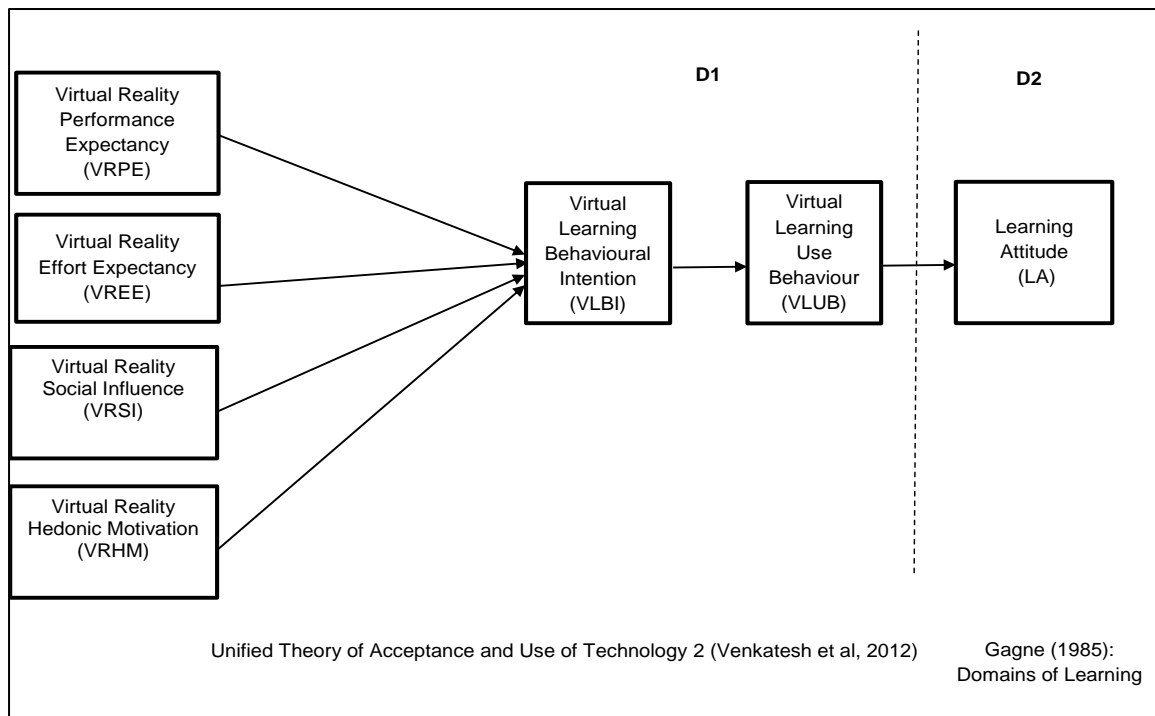 D1
D2
Virtual Reality
Performance
Expectancy
(VRPE)
Virtual Reality
Effort Expectancy
(VREE)
Virtual Reality
Social Influence
(VRSI)
Virtual Reality
Hedonic Motivation
(VRHM)
Virtual
Learning
Behavioural
Intention
(VLBI)
Virtual
Learning
Use
Behaviour
(VLUB)
Learning
Attitude
(LA)
Unified Theory of Acceptance and Use of Technology 2 (Venkatesh et al, 2012)
Gagne (1985):
Domains of Learning